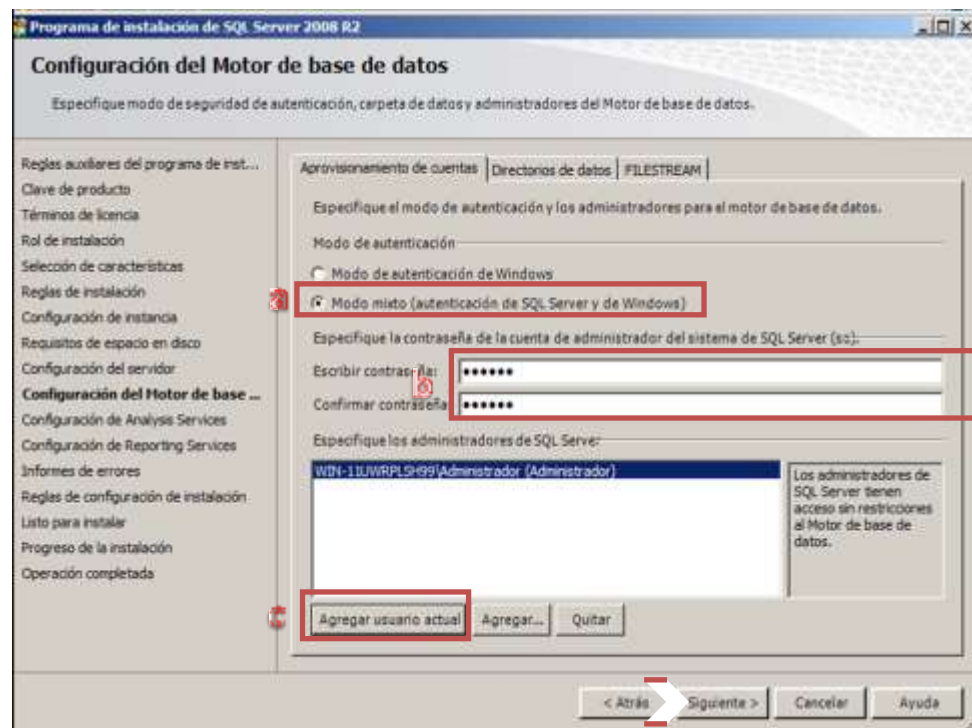 Programa de instalación de SQL Server 2008 R2
Configuración del Motor de base de datos
Especifique modo de seguridad de autenticación, carpeta de datos y administradores del Motor de base de datos.
Reglas auxiliares del programa de inst...
Clave de producto
Términos de licencia
Rol de instalación
Selección de características
Reglas de instalación
Configuración de instancia
Requisitos de espacio en disco
Configuración del servidor
Configuración del Motor de base ...
Configuración de Analysis Services
Configuración de Reporting Services
Informes de errores
Reglas de configuración de instalación
Listo para instalar
Progreso de la instalación
Operación completada
Aprovisionamiento de cuentas Directorios de datos FILESTREAM
Especifique el modo de autenticación y los administradores para el motor de base de datos.
Modo de autenticación
Modo de autenticación de Windows
a Modo mixto (autenticación de SQL Server y de Windows)
Especifique la contraseña de la cuenta de administrador del sistema de SQL Server (sa).
Escribir contraseña: ••••••
b
Confirmar contraseña: ••••••
Especifique los administradores de SQL Server
WIN-11UWRPLSH99\Administrador (Administrador)
Los administradores de
SQL Server tienen
acceso sin restricciones
al Motor de base de
datos.
c Agregar usuario actual Agregar... Quitar
< Atrás Siguiente > Cancelar Ayuda